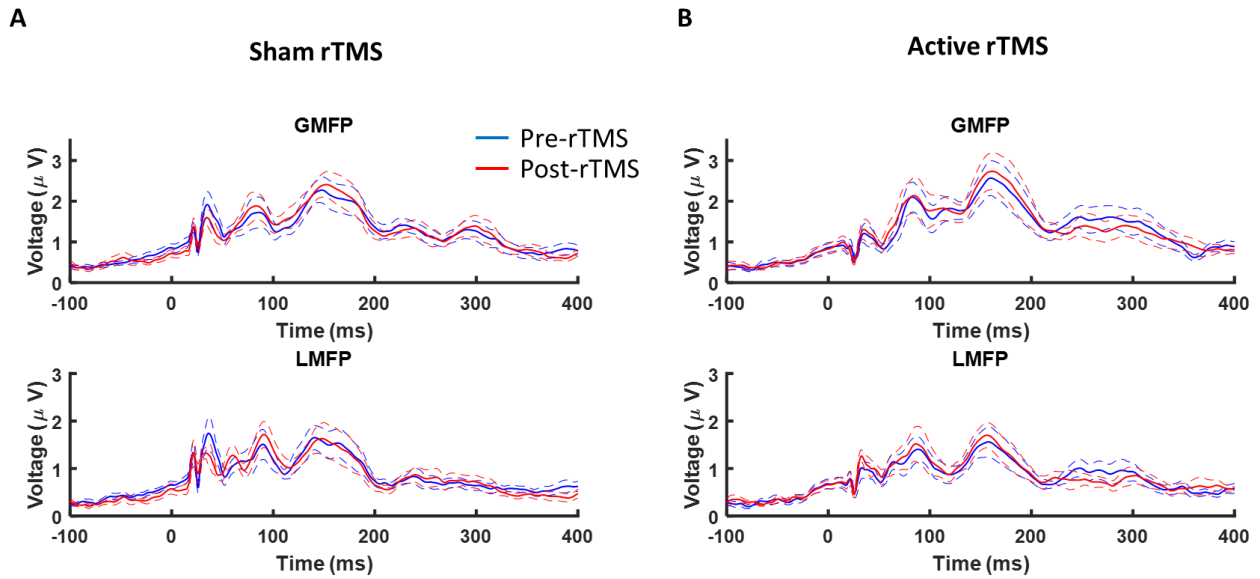 A
Sham rTMS
GMFP
Pre-rTMS
Post-rTMS
Voltage (μ V)
3
2
1
0
-100
0
100
200
300
400
Time (ms)
LMFP
Voltage (μ V)
3
2
1
0
-100
0
100
200
300
400
Time (ms)
B
Active rTMS
GMFP
Voltage (μ V)
3
2
1
0
-100
0
100
200
300
400
Time (ms)
LMFP
Voltage (μ V)
3
2
1
0
-100
0
100
200
300
400
Time (ms)